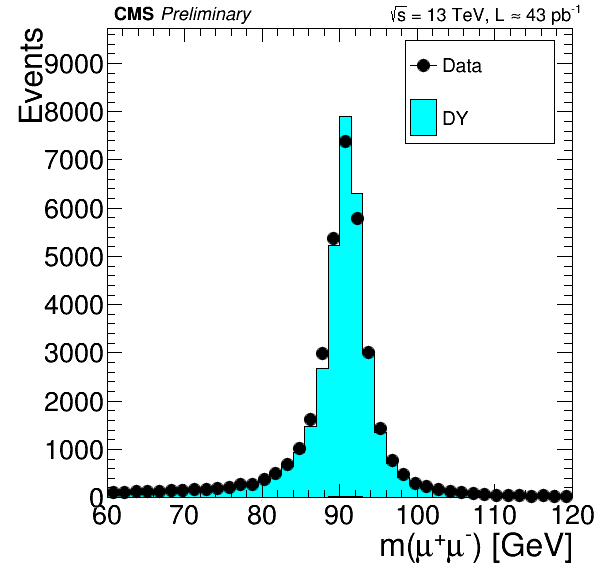 CMS Preliminary
√s = 13 TeV, L ≈ 43 pb⁻¹
Events
Data
DY
9000
8000
7000
6000
5000
4000
3000
2000
1000
0
60 70 80 90 100 110 120
m(μ⁺μ⁻) [GeV]